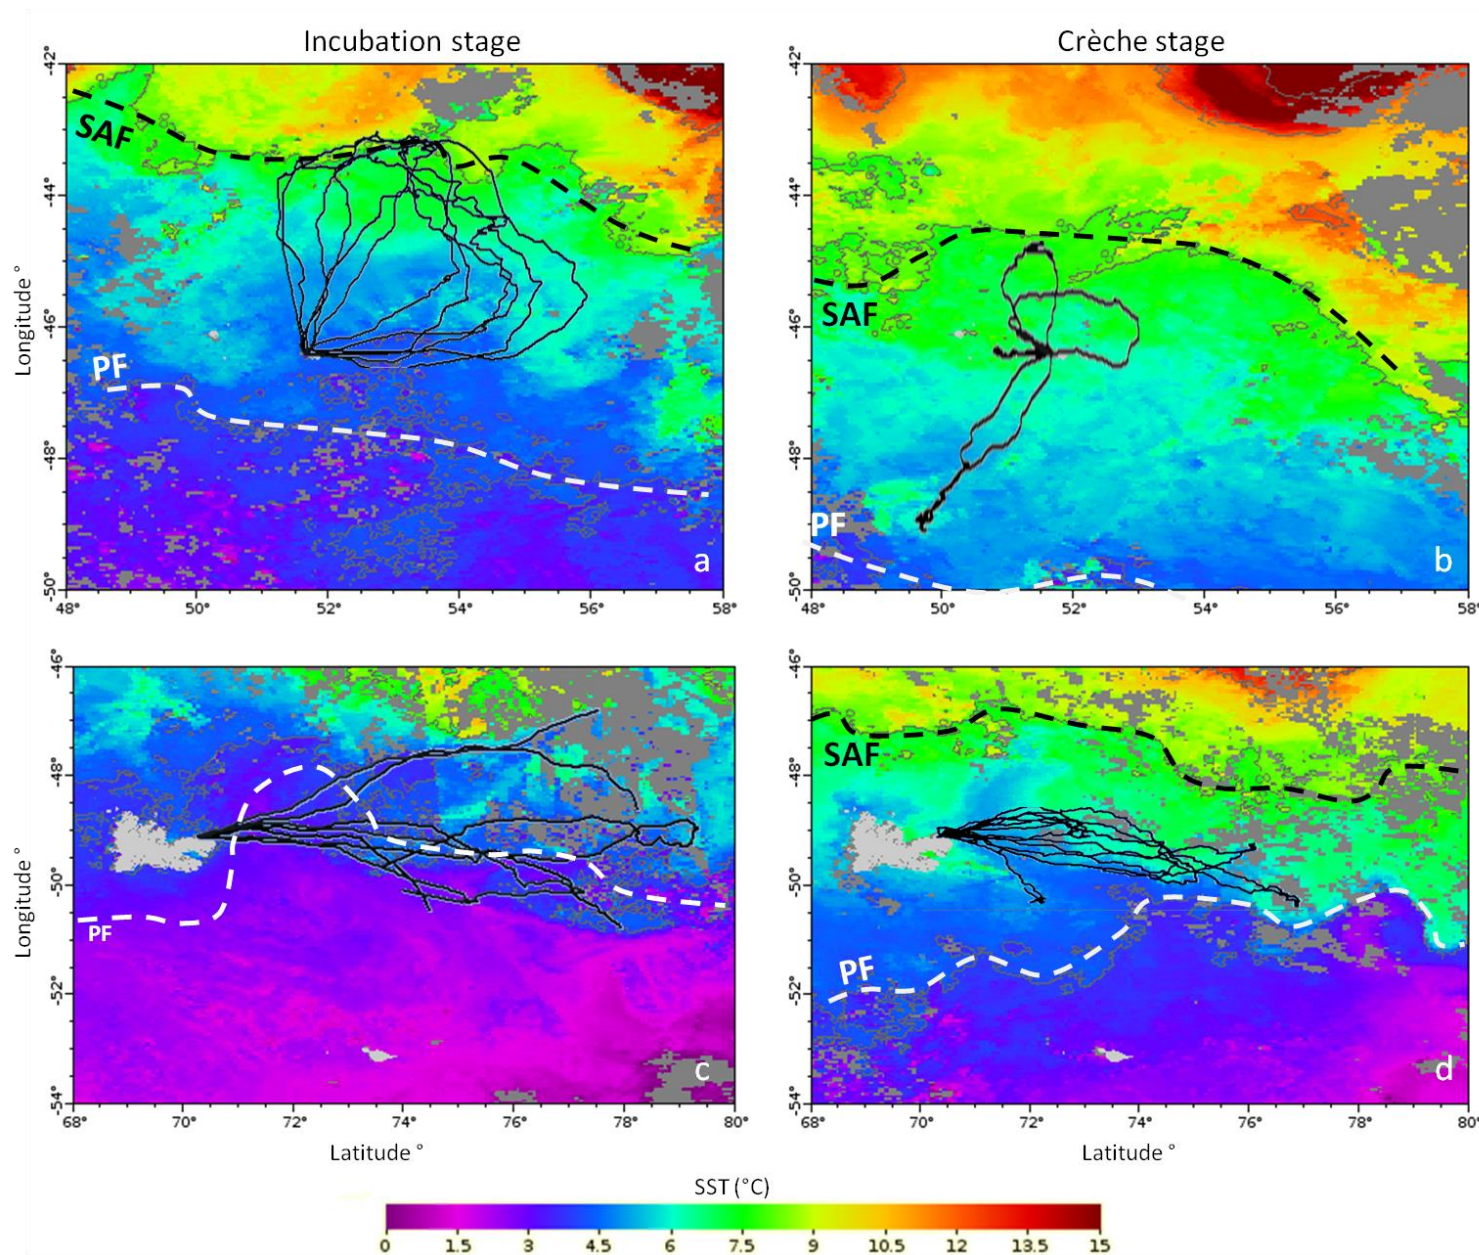 Incubation stage
Crèche stage
-42°
-44°
-46°
-48°
-50°
Longitude °
SAF
PF
a
48°
50°
52°
54°
56°
58°
-42°
-44°
-46°
-48°
-50°
SAF
PF
b
48°
50°
52°
54°
56°
58°
-46°
-48°
-50°
-52°
-54°
Longitude °
PF
c
68°
70°
72°
74°
76°
78°
80°
Latitude °
-46°
-48°
-50°
-52°
-54°
SAF
PF
d
68°
70°
72°
74°
76°
78°
80°
Latitude °
SST (°C)
0 1.5 3 4.5 6 7.5 9 10.5 12 13.5 15